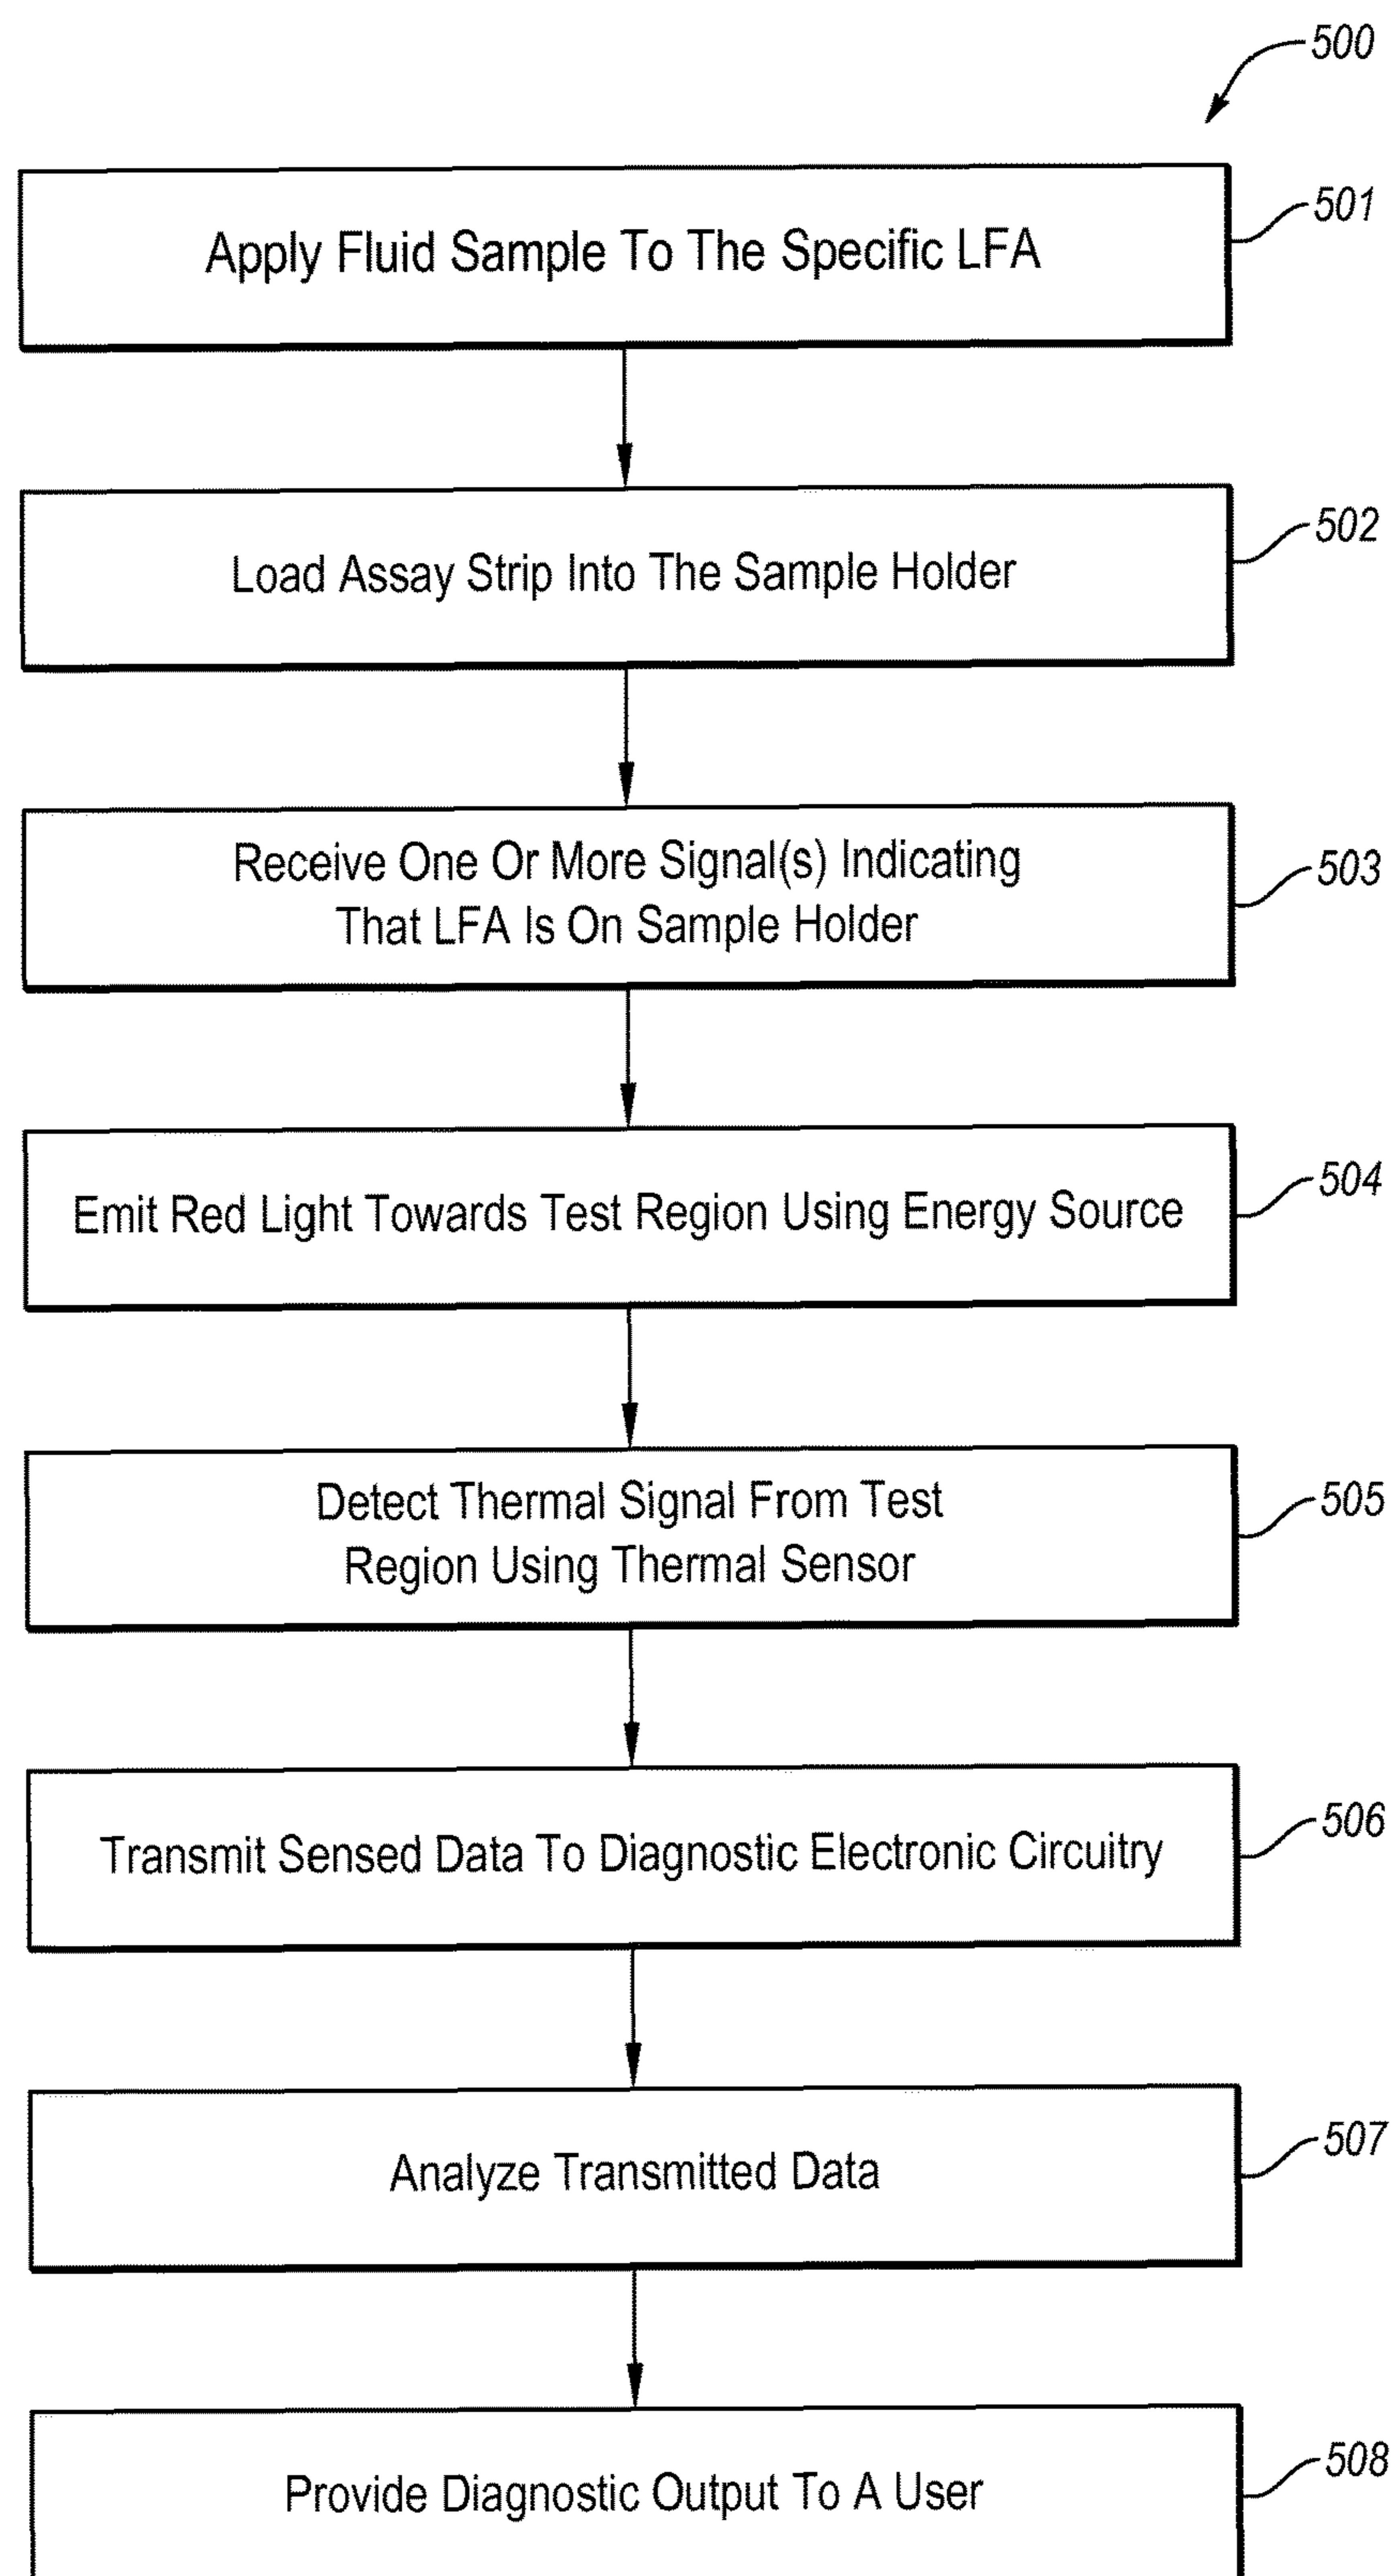 500
Apply Fluid Sample To The Specific LFA
501
Load Assay Strip Into The Sample Holder
502
Receive One Or More Signal(s) Indicating
That LFA Is On Sample Holder
503
Emit Red Light Towards Test Region Using Energy Source
504
Detect Thermal Signal From Test
Region Using Thermal Sensor
505
Transmit Sensed Data To Diagnostic Electronic Circuitry
506
Analyze Transmitted Data
507
Provide Diagnostic Output To A User
508